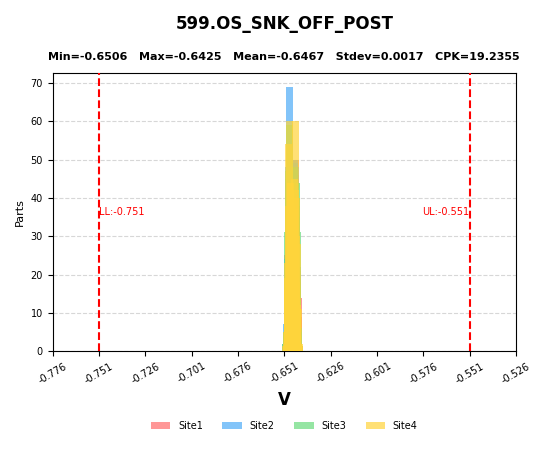 599.OS_SNK_OFF_POST
Min=-0.6506 Max=-0.6425 Mean=-0.6467 Stdev=0.0017 CPK=19.2355
Parts
70
60
50
40
30
20
10
0
LL:-0.751
UL:-0.551
-0.776 -0.751 -0.726 -0.701 -0.676 -0.651 -0.626 -0.601 -0.576 -0.551 -0.526
V
Site1 Site2 Site3 Site4